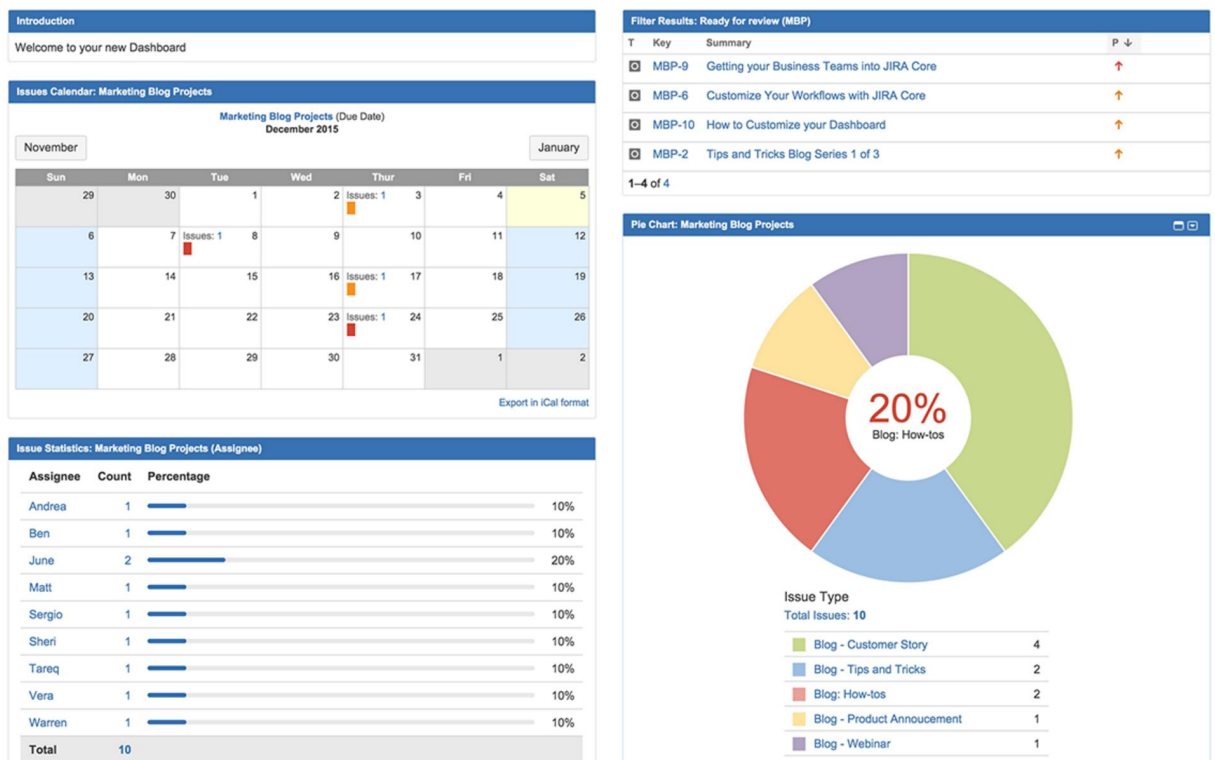 Introduction
Welcome to your new Dashboard
Issues Calendar: Marketing Blog Projects
Marketing Blog Projects (Due Date)
December 2015
November January
Sun Mon Tue Wed Thur Fri Sat
29 30 1 2 Issues: 1 3 4 5
6 7 Issues: 1 8 9 10 11 12
13 14 15 16 Issues: 1 17 18 19
20 21 22 23 Issues: 1 24 25 26
27 28 29 30 31 1 2
Export in iCal format
Issue Statistics: Marketing Blog Projects (Assignee)
Assignee Count Percentage
Andrea 1 10%
Ben 1 10%
June 2 20%
Matt 1 10%
Sergio 1 10%
Sheri 1 10%
Tareq 1 10%
Vera 1 10%
Warren 1 10%
Total 10
Filter Results: Ready for review (MBP)
T Key Summary P ↓
MBP-9 Getting your Business Teams into JIRA Core ↑
MBP-6 Customize Your Workflows with JIRA Core ↑
MBP-10 How to Customize your Dashboard ↑
MBP-2 Tips and Tricks Blog Series 1 of 3 ↑
1–4 of 4
Pie Chart: Marketing Blog Projects
20%
Blog: How-tos
Issue Type
Total Issues: 10
Blog - Customer Story 4
Blog - Tips and Tricks 2
Blog: How-tos 2
Blog - Product Annoucement 1
Blog - Webinar 1